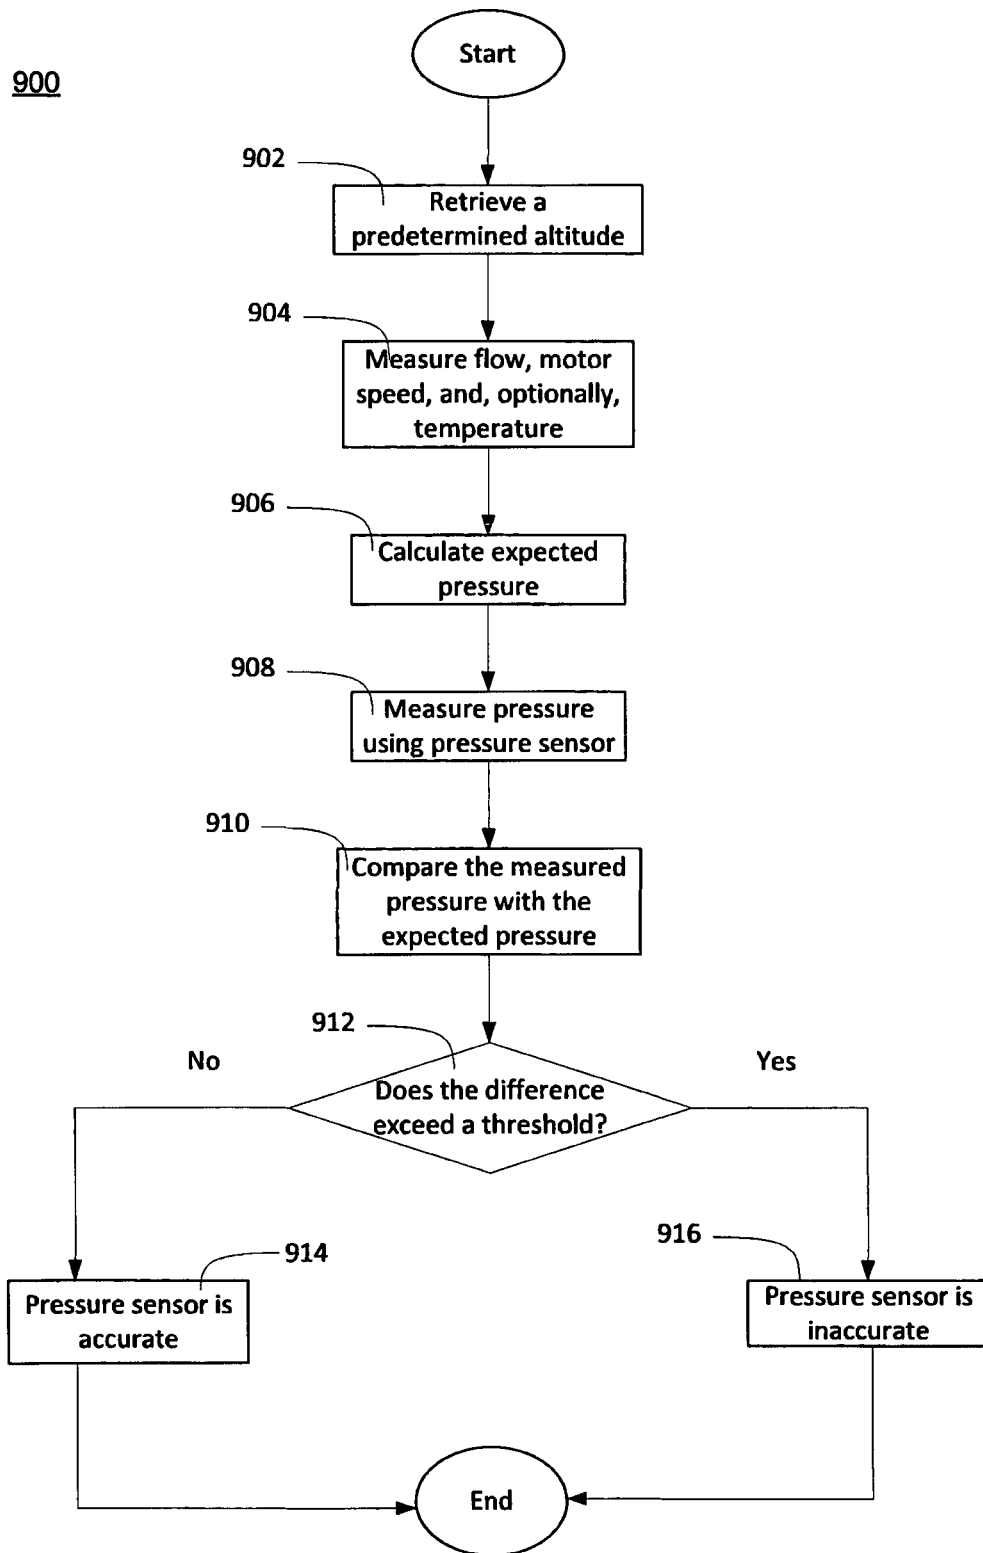 Start
900
902
Retrieve a
predetermined altitude
904
Measure flow, motor
speed, and, optionally,
temperature
906
Calculate expected
pressure
908
Measure pressure
using pressure sensor
910
Compare the measured
pressure with the
expected pressure
912
No
Yes
Does the difference
exceed a threshold?
914
916
Pressure sensor is
accurate
Pressure sensor is
inaccurate
End